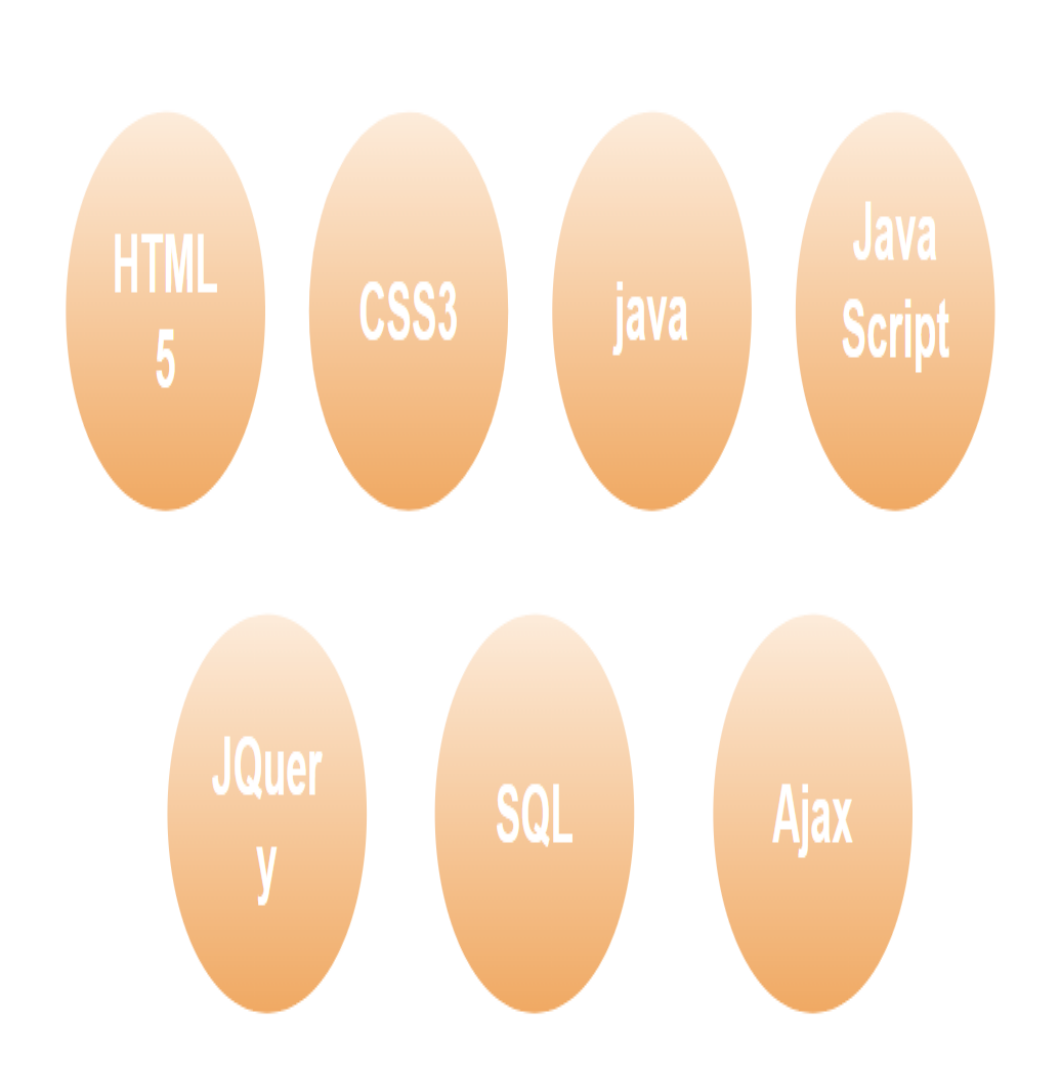 HTML
5
CSS3
java
Java
Script
JQuer
y
SQL
Ajax